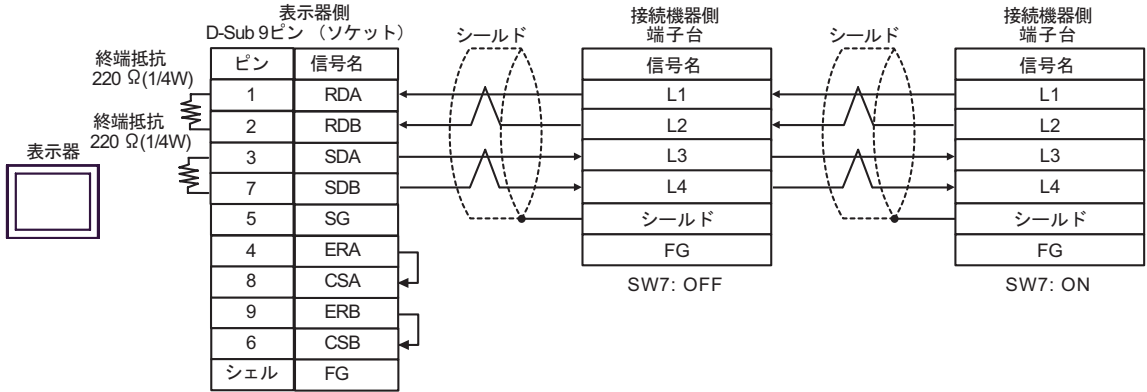 表示器
終端抵抗
220 Ω(1/4W)
終端抵抗
220 Ω(1/4W)
表示器側
D-Sub 9ピン （ソケット）
ピン 信号名
1 RDA
2 RDB
3 SDA
7 SDB
5 SG
4 ERA
8 CSA
9 ERB
6 CSB
シェル FG
シールド
接続機器側
端子台
信号名
L1
L2
L3
L4
シールド
FG
SW7: OFF
シールド
接続機器側
端子台
信号名
L1
L2
L3
L4
シールド
FG
SW7: ON